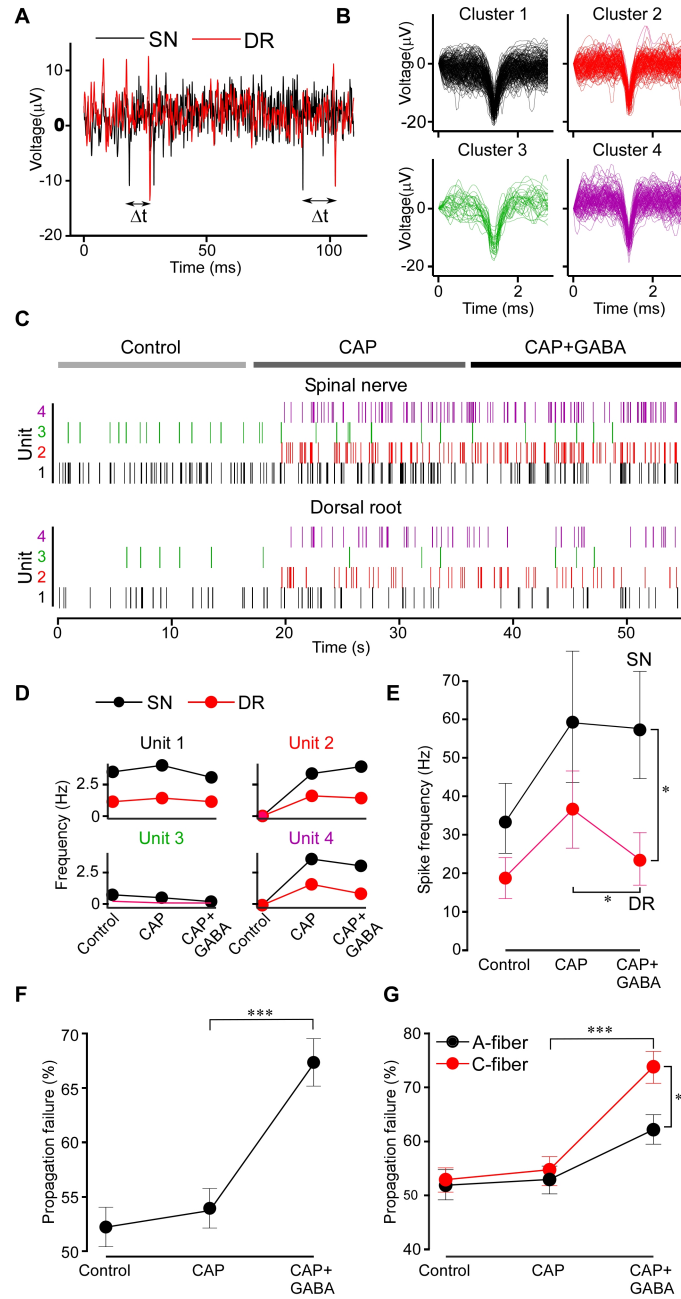 A
SN
DR
Voltage(μV)
10
0
-10
-20
Δt
Δt
0
50
100
Time (ms)
B
Cluster 1
Cluster 2
Voltage(μV)
0
-20
Cluster 3
Cluster 4
Voltage(μV)
0
-20
0
2
0
2
Time (ms)
Time (ms)
C
Control
CAP
CAP+GABA
Spinal nerve
Unit
4
3
2
1
Dorsal root
Unit
4
3
2
1
0
10
20
30
40
50
Time (s)
D
SN
DR
Frequency (Hz)
Unit 1
Unit 2
2.5
0
Unit 3
Unit 4
2.5
0
Control
CAP
CAP+
GABA
Control
CAP
CAP+
GABA
E
Spike frequency (Hz)
70
60
50
40
30
20
10
0
SN
*
*
DR
Control
CAP
CAP+
GABA
F
Propagation failure (%)
70
65
60
55
50
***
Control
CAP
CAP+
GABA
G
Propagation failure (%)
80
70
60
50
40
A-fiber
C-fiber
***
*
Control
CAP
CAP+
GABA